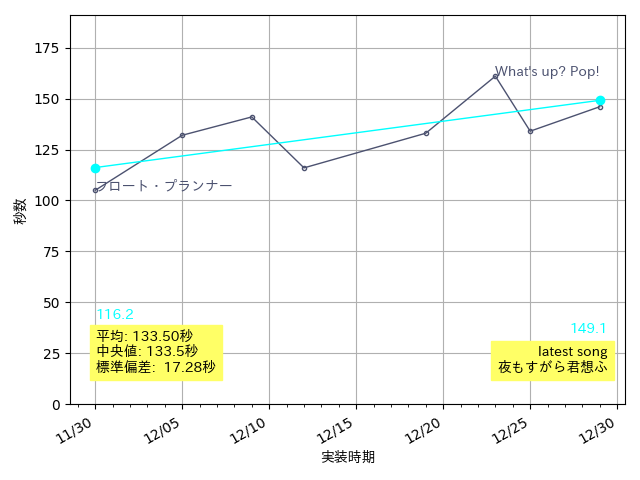 175
150
125
100
75
50
25
0
秒数
What's up? Pop!
フロート・プランナー
116.2
平均: 133.50秒
中央値: 133.5秒
標準偏差: 17.28秒
149.1
latest song
夜もすがら君想ふ
11/30
12/05
12/10
12/15
12/20
12/25
12/30
実装時期